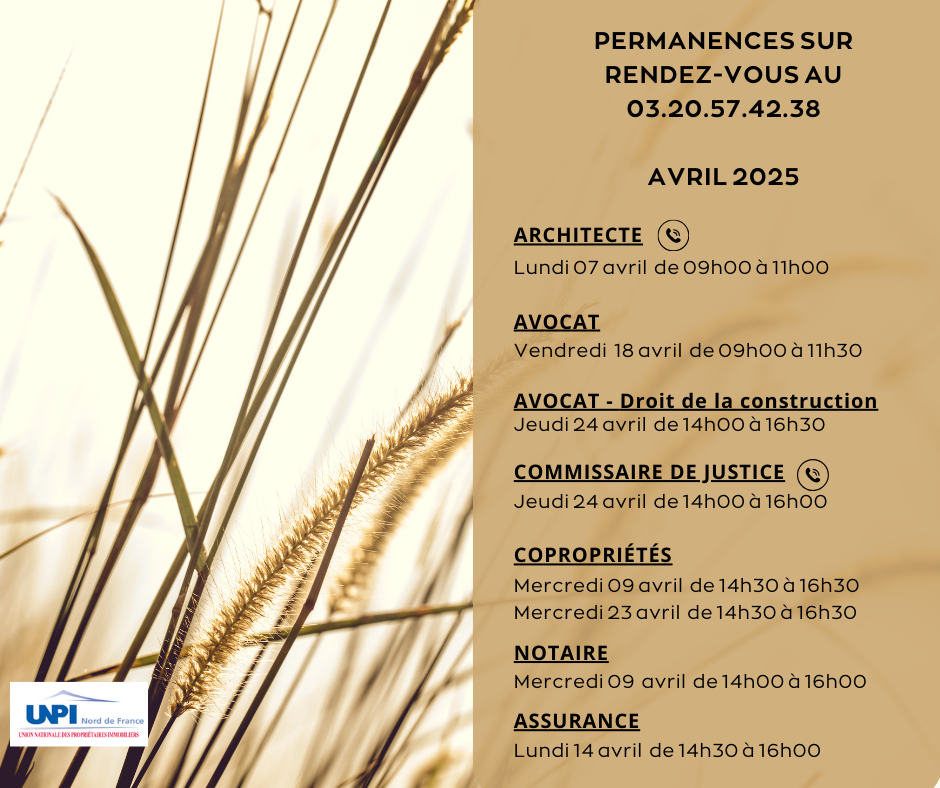 PERMANENCES SUR
RENDEZ-VOUS AU
03.20.57.42.38
AVRIL 2025
ARCHITECTE
Lundi 07 avril de 09h00 à 11h00
AVOCAT
Vendredi 18 avril de 09h00 à 11h30
AVOCAT - Droit de la construction
Jeudi 24 avril de 14h00 à 16h30
COMMISSAIRE DE JUSTICE
Jeudi 24 avril de 14h00 à 16h00
COPROPRIÉTÉS
Mercredi 09 avril de 14h30 à 16h30
Mercredi 23 avril de 14h30 à 16h30
NOTAIRE
Mercredi 09 avril de 14h00 à 16h00
ASSURANCE
Lundi 14 avril de 14h30 à 16h00
UNPI Nord de France
UNION NATIONALE DES PROPRIÉTAIRES IMMOBILIERS